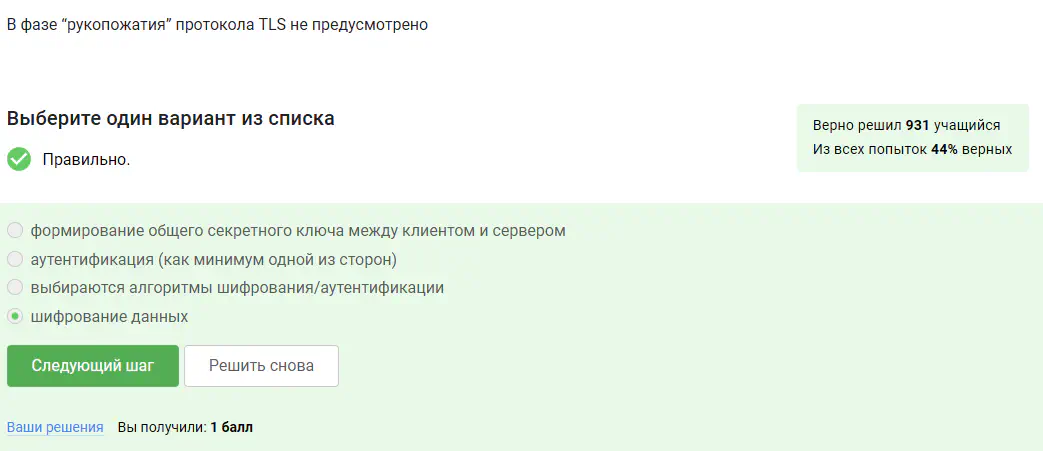 В фазе “рукопожатия” протокола TLS не предусмотрено
Выберите один вариант из списка
Правильно.
Верно решил 931 учащийся
Из всех попыток 44% верных
формирование общего секретного ключа между клиентом и сервером
аутентификация (как минимум одной из сторон)
выбираются алгоритмы шифрования/аутентификации
шифрование данных
Следующий шаг
Решить снова
Ваши решения Вы получили: 1 балл